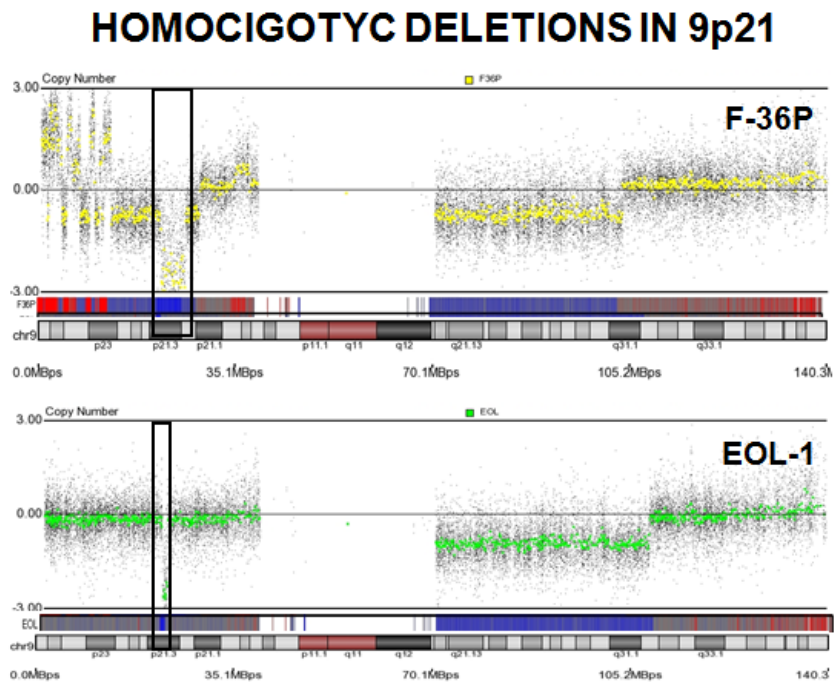 HOMOCIGOTYC DELETIONS IN 9p21
Copy Number F36P
3.00
F-36P
0.00
-3.00
F36P
chr9
p23 p21.3 p21.1 p11.1 q11 q12 q21.13 q31.1 q33.1
0.0MBps 35.1MBps 70.1MBps 105.2MBps 140.3M
Copy Number EOL
3.00
EOL-1
0.00
-3.00
EOL
chr9
p23 p21.3 p21.1 p11.1 q11 q12 q21.13 q31.1 q33.1
0.0MBps 35.1MBps 70.1MBps 105.2MBps 140.3